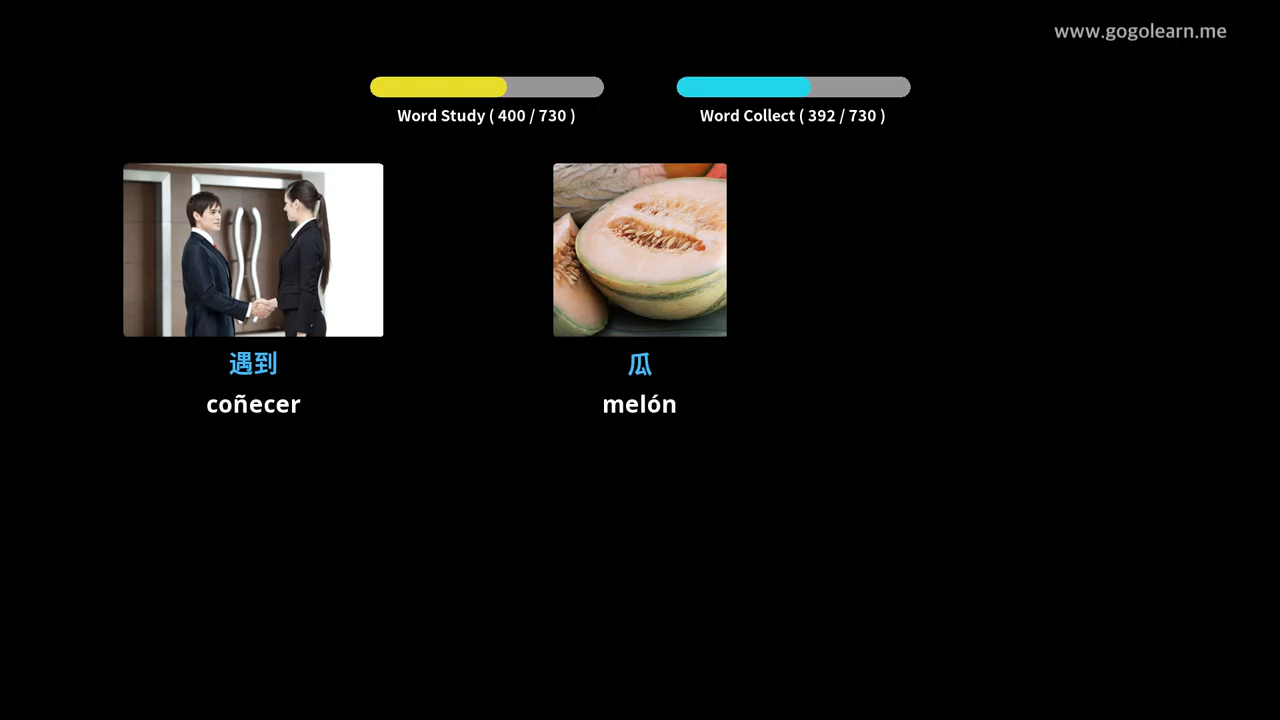 www.gogolearn.me
Word Study ( 400 / 730 )
Word Collect ( 392 / 730 )
遇到
coñecer
瓜
melón